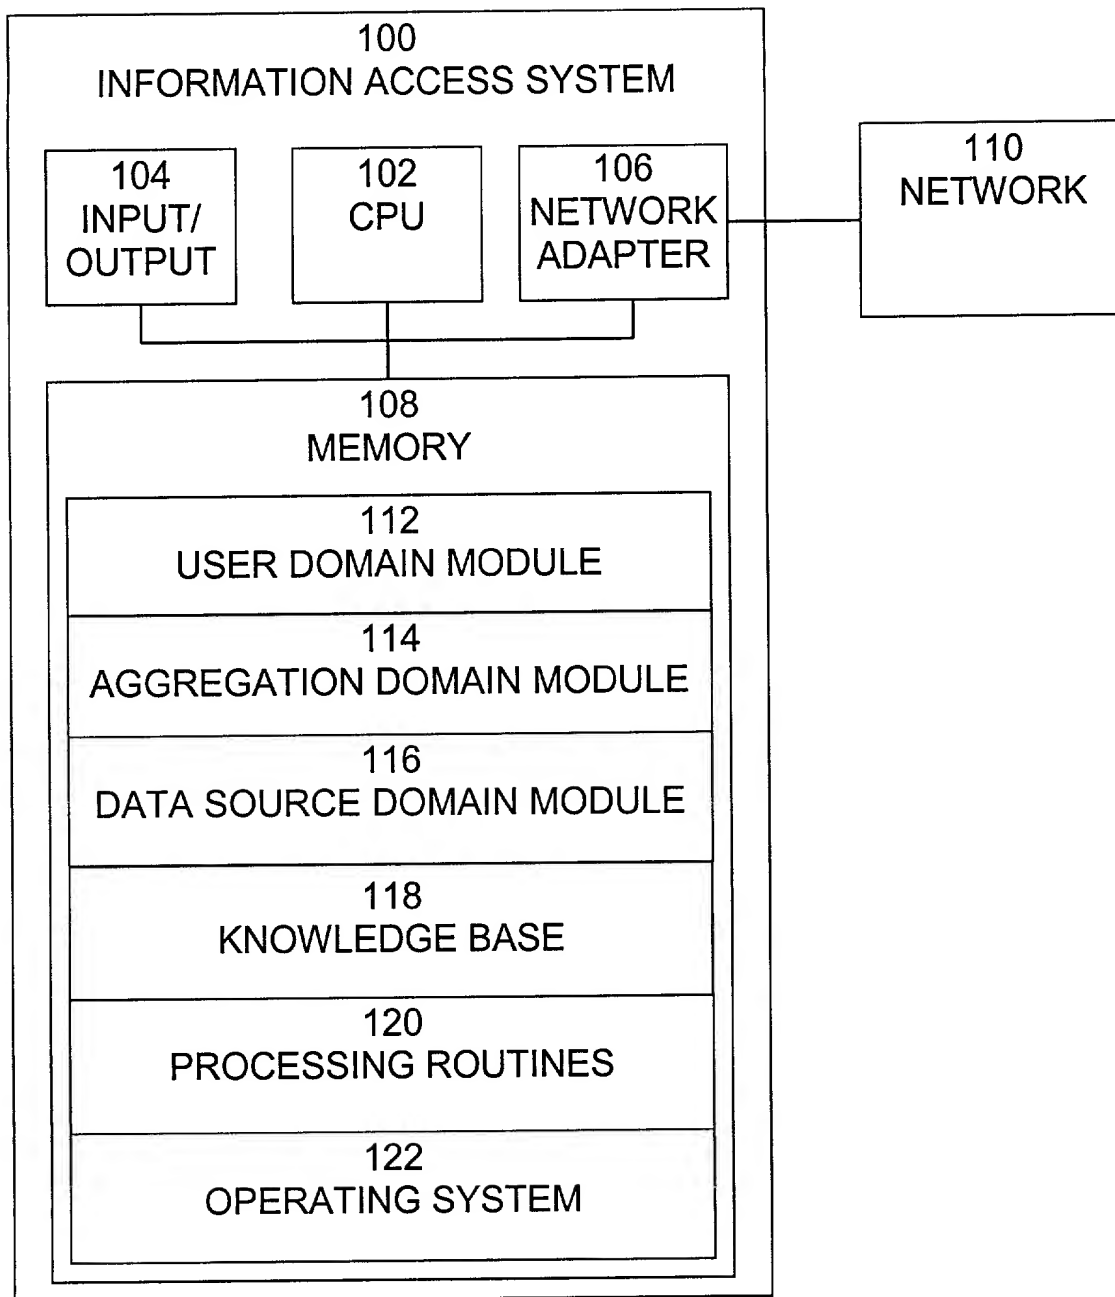 100
INFORMATION ACCESS SYSTEM
104
INPUT/
OUTPUT
102
CPU
106
NETWORK
ADAPTER
110
NETWORK
108
MEMORY
112
USER DOMAIN MODULE
114
AGGREGATION DOMAIN MODULE
116
DATA SOURCE DOMAIN MODULE
118
KNOWLEDGE BASE
120
PROCESSING ROUTINES
122
OPERATING SYSTEM